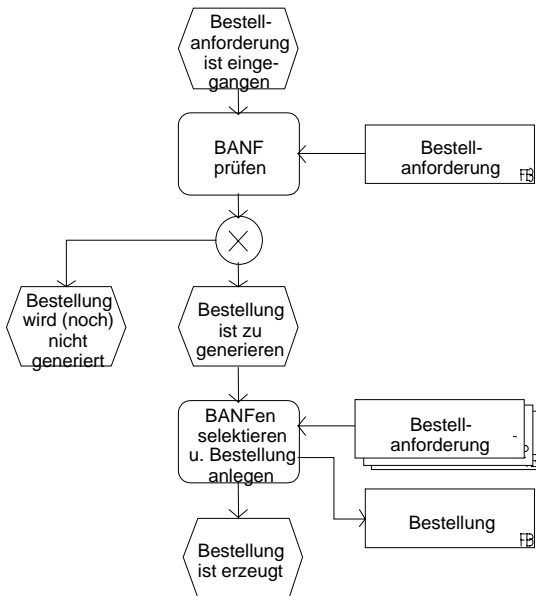 Bestell-
anforderung
ist einge-
gangen
BANF
prüfen
Bestell-
anforderung
FB
Bestellung
wird (noch)
nicht
generiert
Bestellung
ist zu
generieren
BANFen
selektieren
u. Bestellung
anlegen
Bestell-
anforderung
Bestellung
FB
Bestellung
ist erzeugt